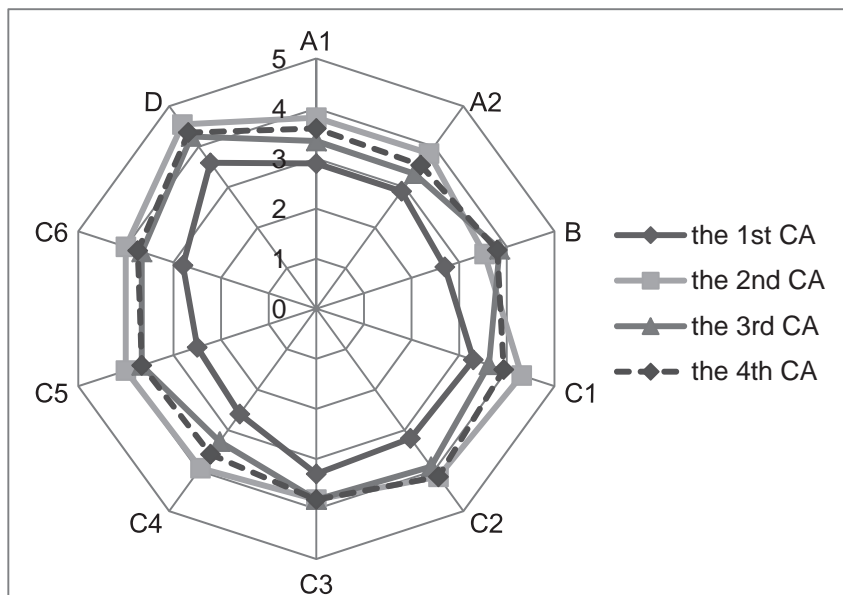 A1
5
D
A2
4
3
2
C6
B
1
0
C5
C1
C4
C2
C3
the 1st CA
the 2nd CA
the 3rd CA
the 4th CA